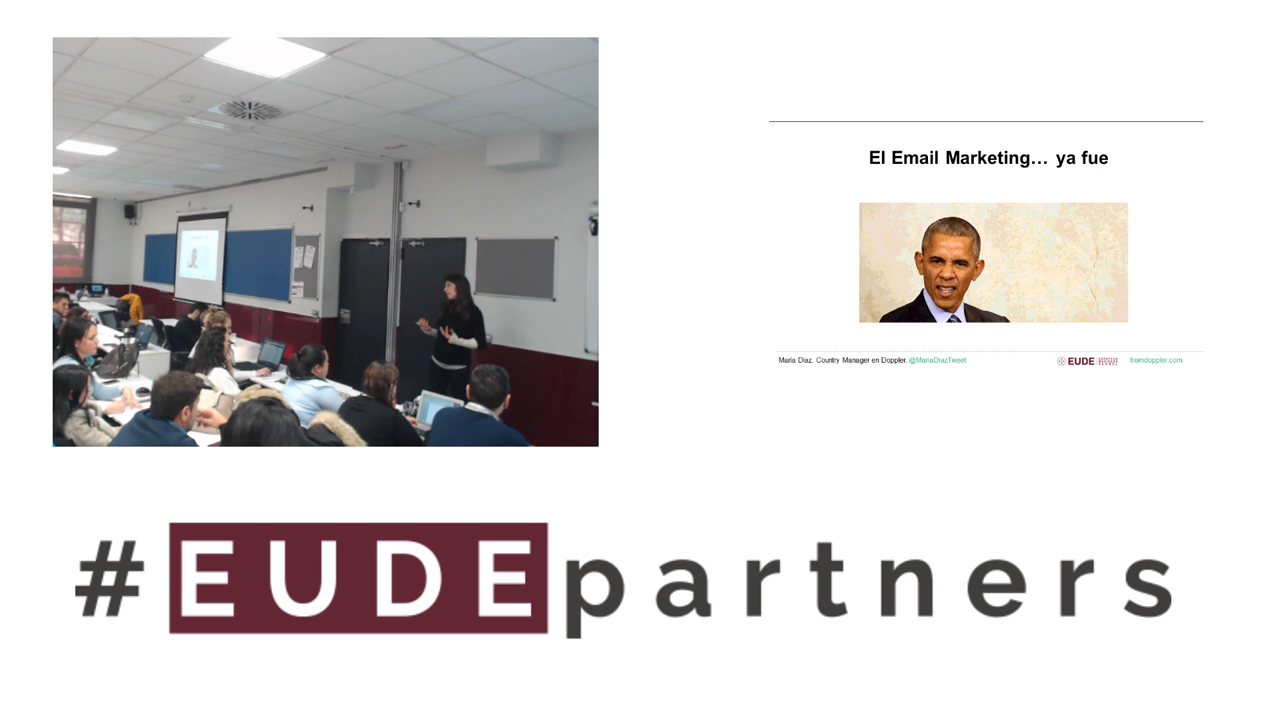 El Email Marketing... ya fue
María Díaz. Country Manager en Doppler. @MariaDiazTweet
EUDE
fromdoppler.com
#EUDEpartners